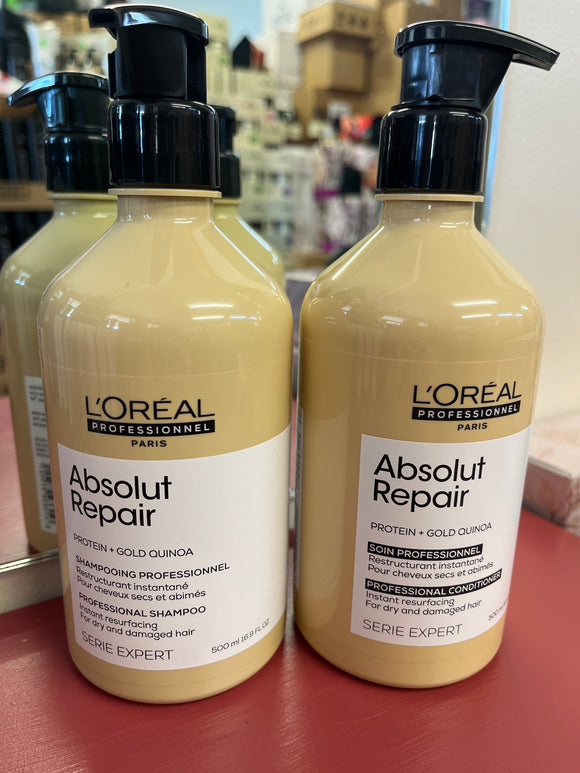 L'ORÉAL
PROFESSIONNEL
PARIS
Absolut
Repair
PROTEIN + GOLD QUINOA
SHAMPOOING PROFESSIONNEL
Restructurant instantané
Pour cheveux secs et abîmés
PROFESSIONAL SHAMPOO
Instant resurfacing
For dry and damaged hair
SERIE EXPERT
500 ml 16.9 FL.OZ.
L'ORÉAL
PROFESSIONNEL
PARIS
Absolut
Repair
PROTEIN + GOLD QUINOA
SOIN PROFESSIONNEL
Restructurant instantané
Pour cheveux secs et abîmés
PROFESSIONAL CONDITIONER
Instant resurfacing
For dry and damaged hair
SERIE EXPERT
500 ml